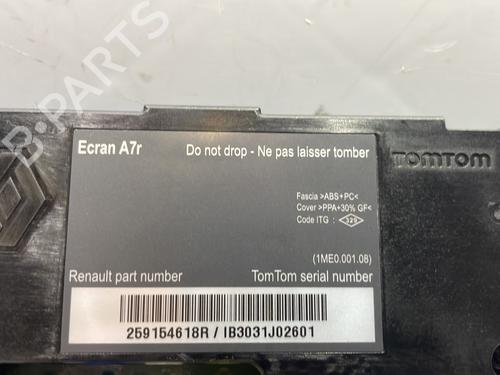 Ecran A7r
Do not drop - Ne pas laisser tomber
TOMTOM
Fascia >ABS+PC<
Cover >PPA+30% GF<
Code ITG : 329
(1ME0.001.08)
Renault part number
TomTom serial number
259154618R / IB3031J02601
B-PARTS